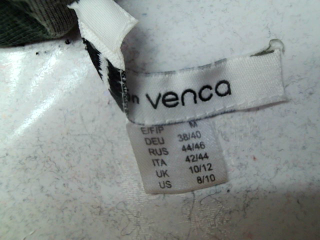 venca
E/F/P M
DEU 38/40
RUS 44/46
ITA 42/44
UK 10/12
US 8/10